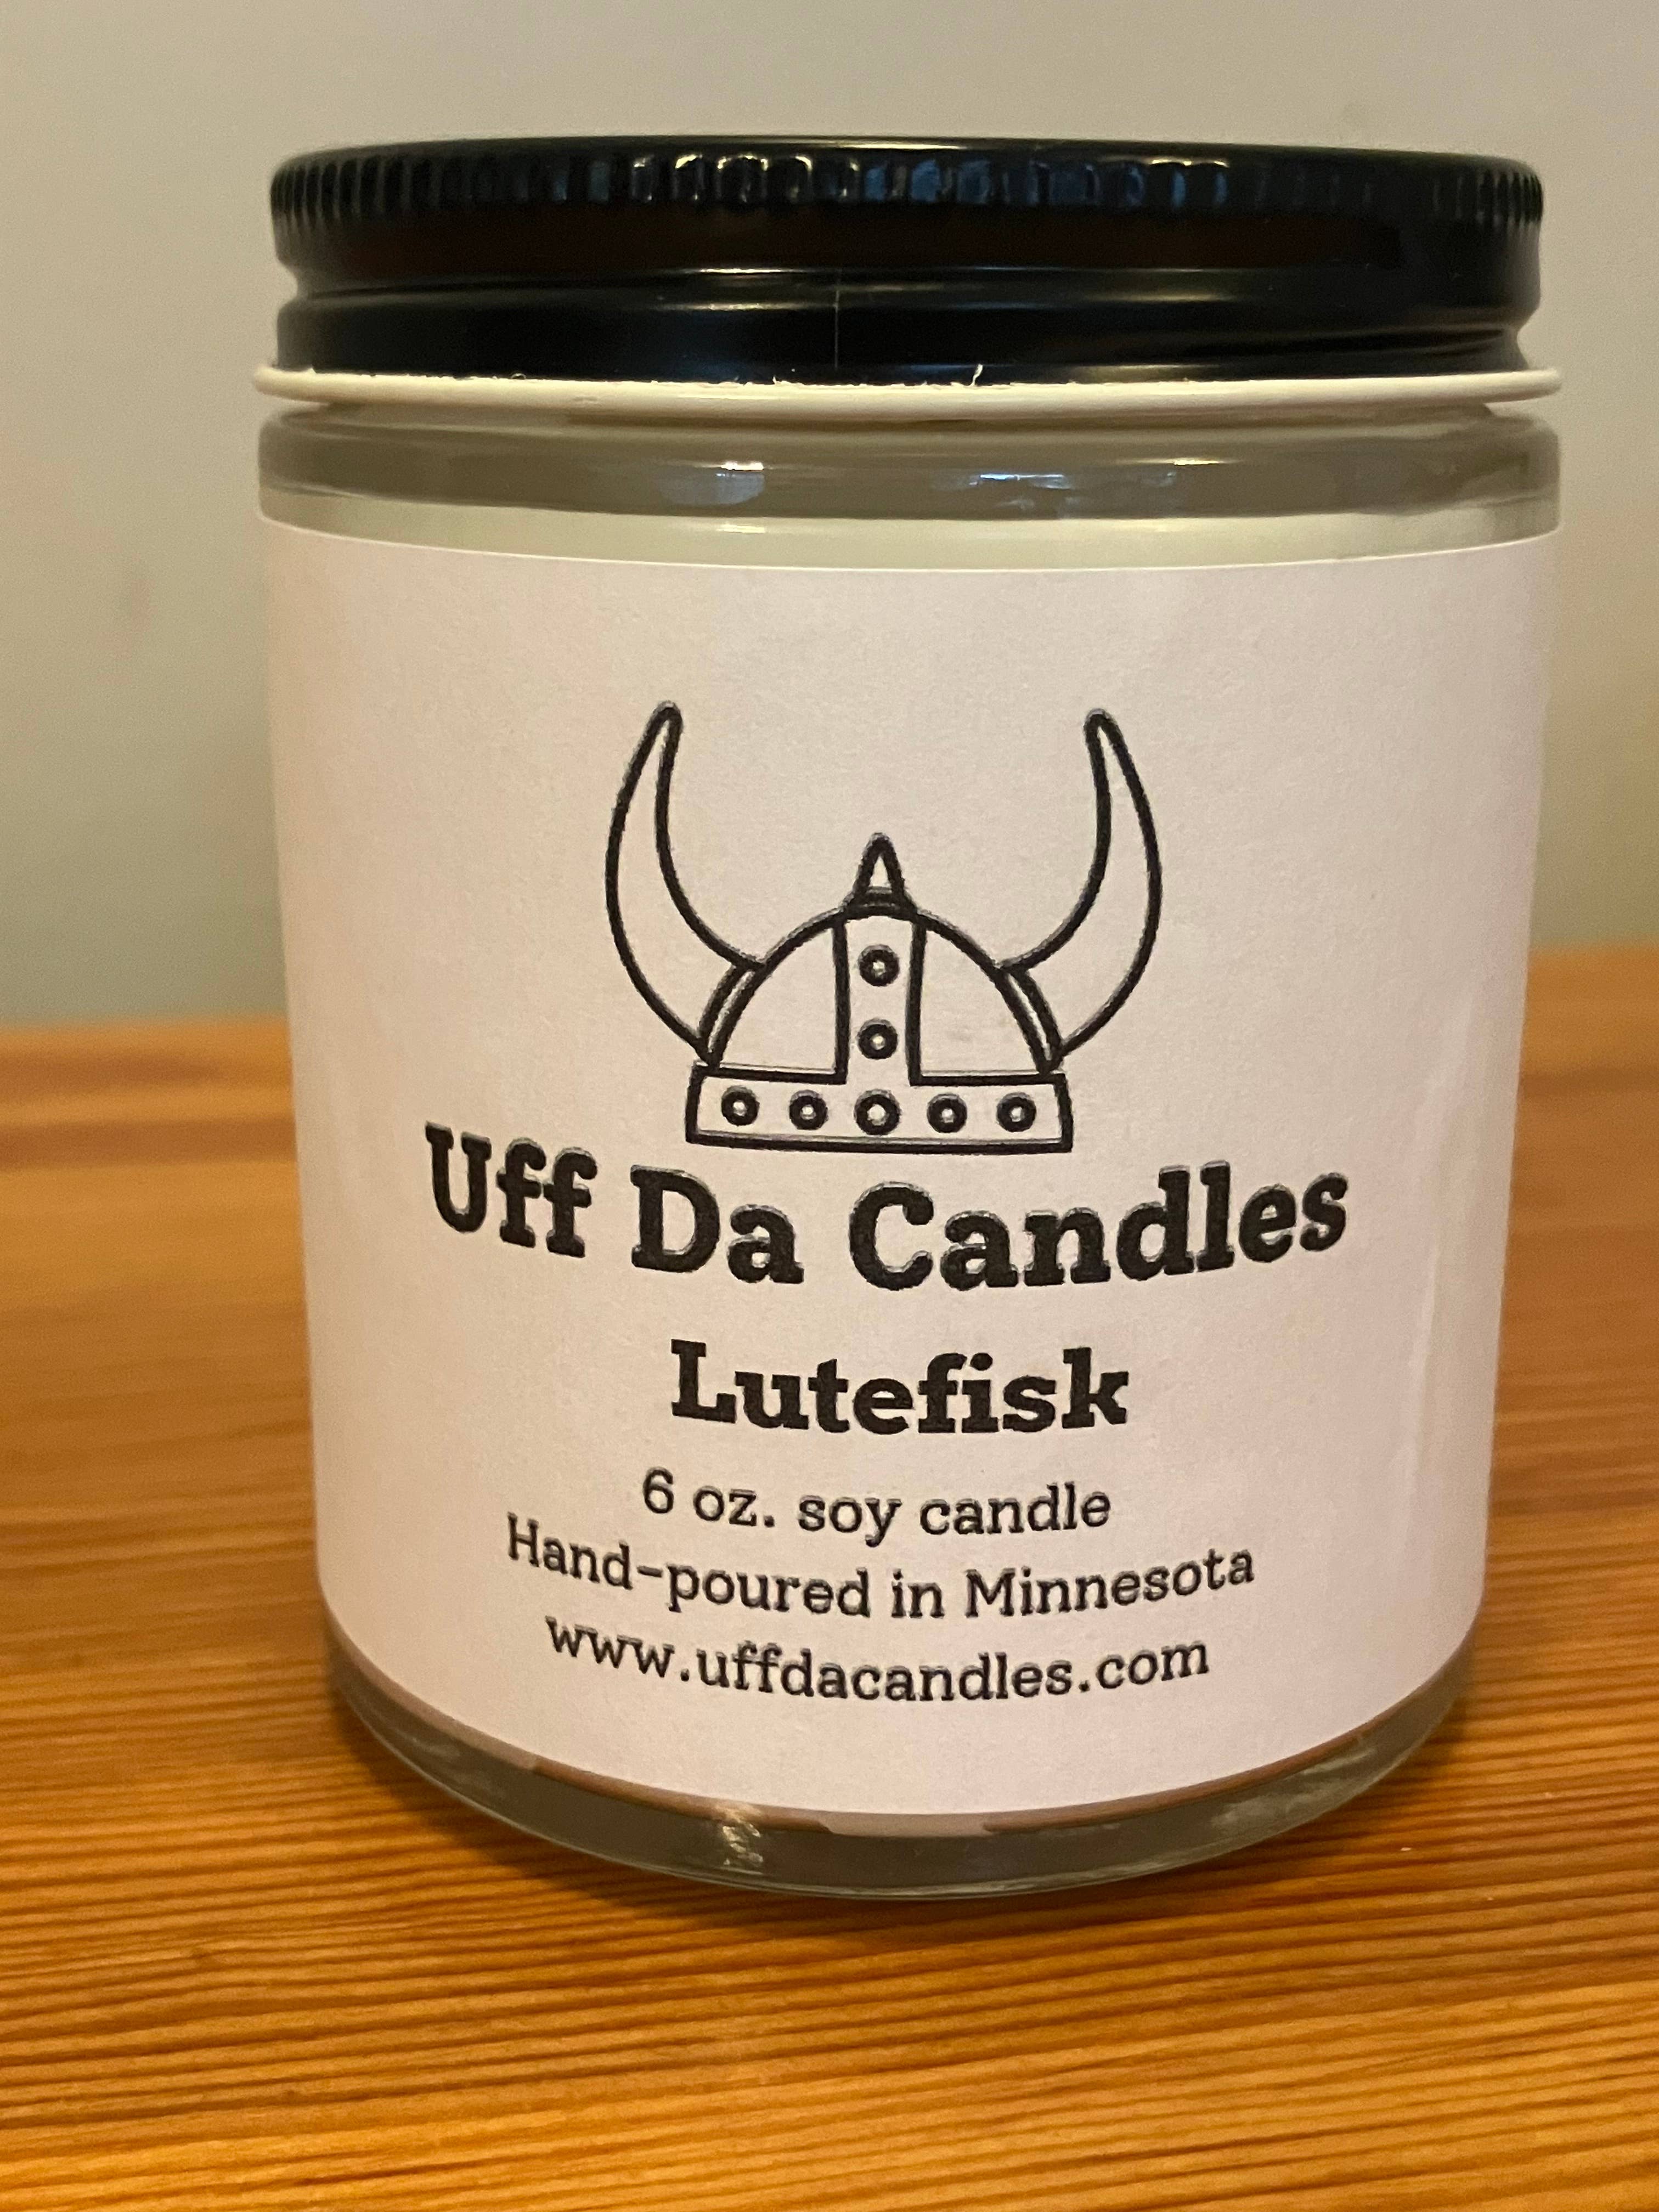 Uff Da Candles
Lutefisk
6 oz. soy candle
Hand-poured in Minnesota
www.uffdacandles.com